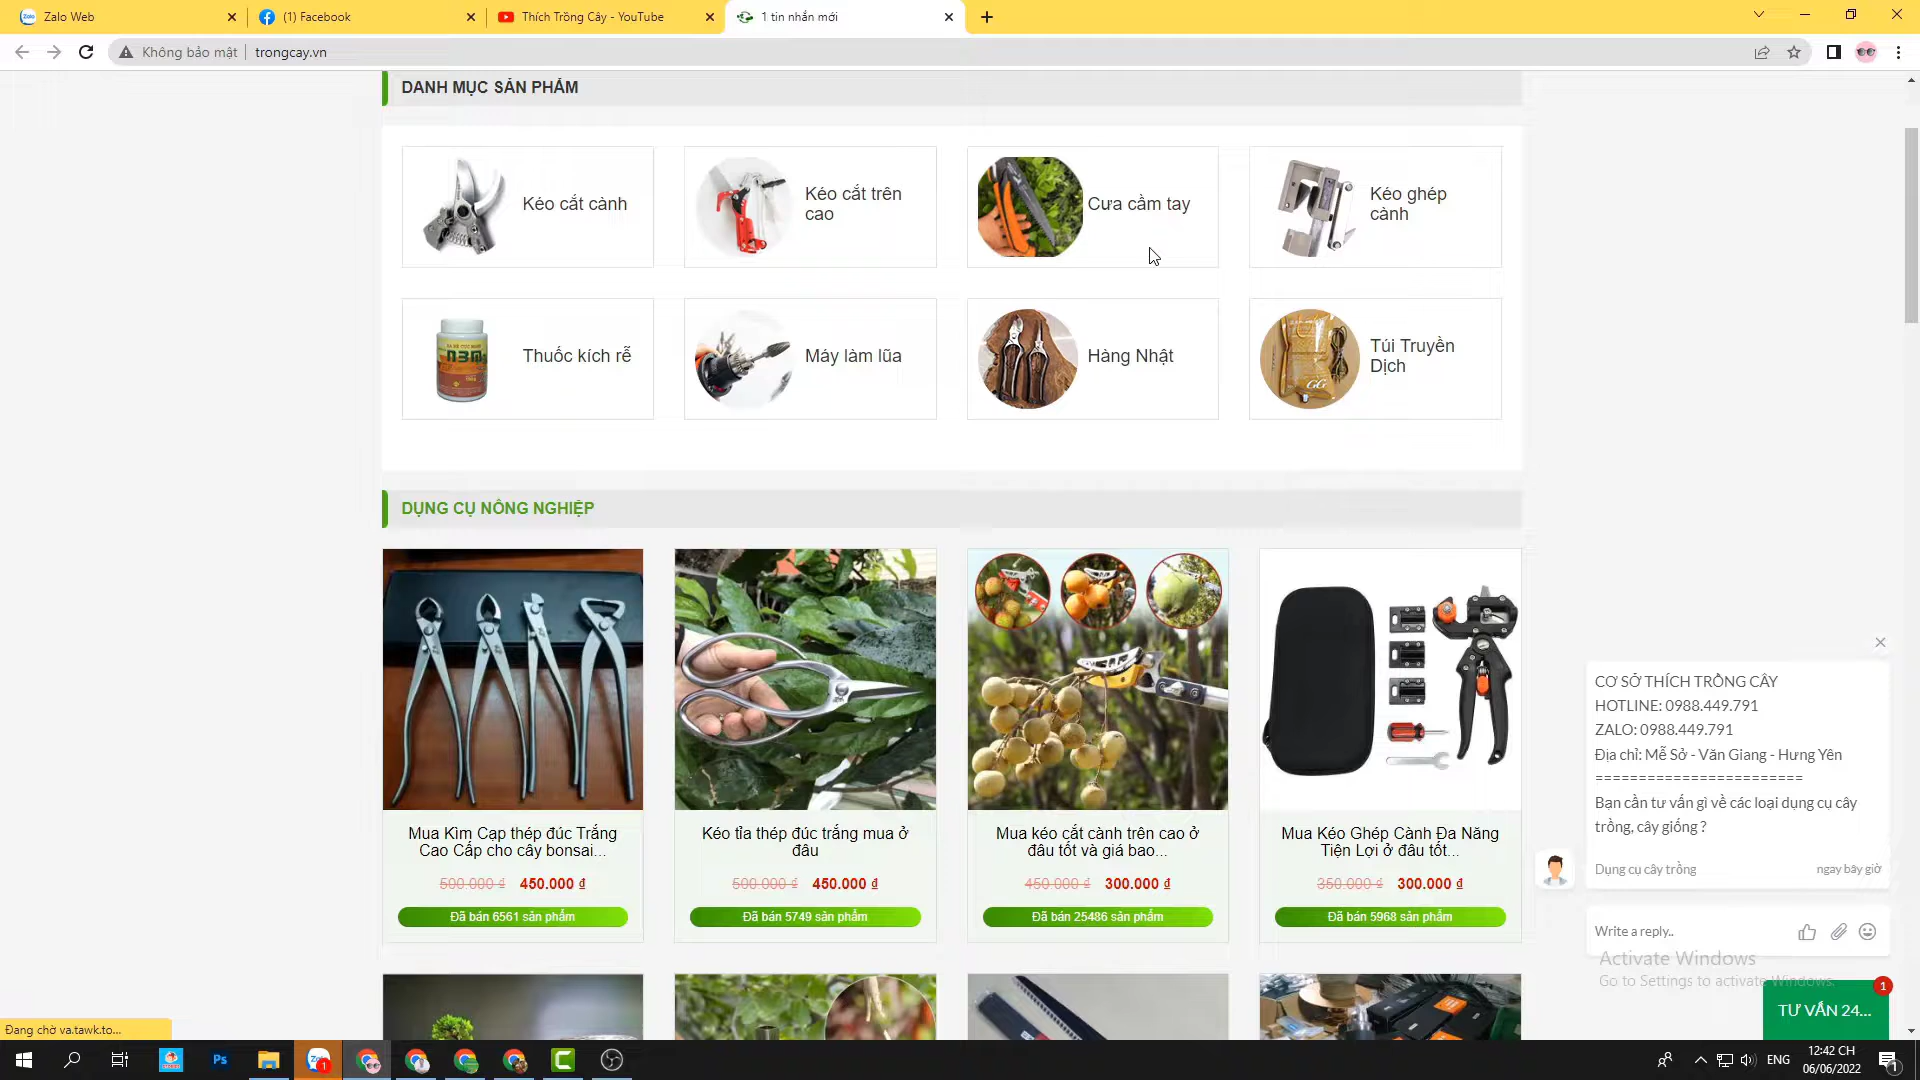 Zalo Web
(1) Facebook
Thích Trồng Cây - YouTube
1 tin nhắn mới
Không bảo mật
trongcay.vn
DANH MỤC SẢN PHẨM
Kéo cắt cành
Kéo cắt trên
cao
Cưa cầm tay
Kéo ghép
cành
Thuốc kích rễ
Máy làm lũa
Hàng Nhật
Túi Truyền
Dịch
n3m
GG
DỤNG CỤ NÔNG NGHIỆP
Mua Kìm Cạp thép đúc Trắng
Cao Cấp cho cây bonsai...
500.000 ₫ 450.000 ₫
Đã bán 6561 sản phẩm
Kéo tỉa thép đúc trắng mua ở
đâu
500.000 ₫ 450.000 ₫
Đã bán 5749 sản phẩm
Mua kéo cắt cành trên cao ở
đâu tốt và giá bao...
450.000 ₫ 300.000 ₫
Đã bán 25486 sản phẩm
Mua Kéo Ghép Cành Đa Năng
Tiện Lợi ở đâu tốt...
350.000 ₫ 300.000 ₫
Đã bán 5968 sản phẩm
CƠ SỞ THÍCH TRỒNG CÂY
HOTLINE: 0988.449.791
ZALO: 0988.449.791
Địa chỉ: Mễ Sở - Văn Giang - Hưng Yên
========================
Bạn cần tư vấn gì về các loại dụng cụ cây
trồng, cây giống ?
Dụng cụ cây trồng
ngay bây giờ
Write a reply..
Activate Windows
Go to Settings to activate Windows.
1
TƯ VẤN 24...
Đang chờ va.tawk.to...
Ps
Zalo
1
ENG
12:42 CH
06/06/2022
1